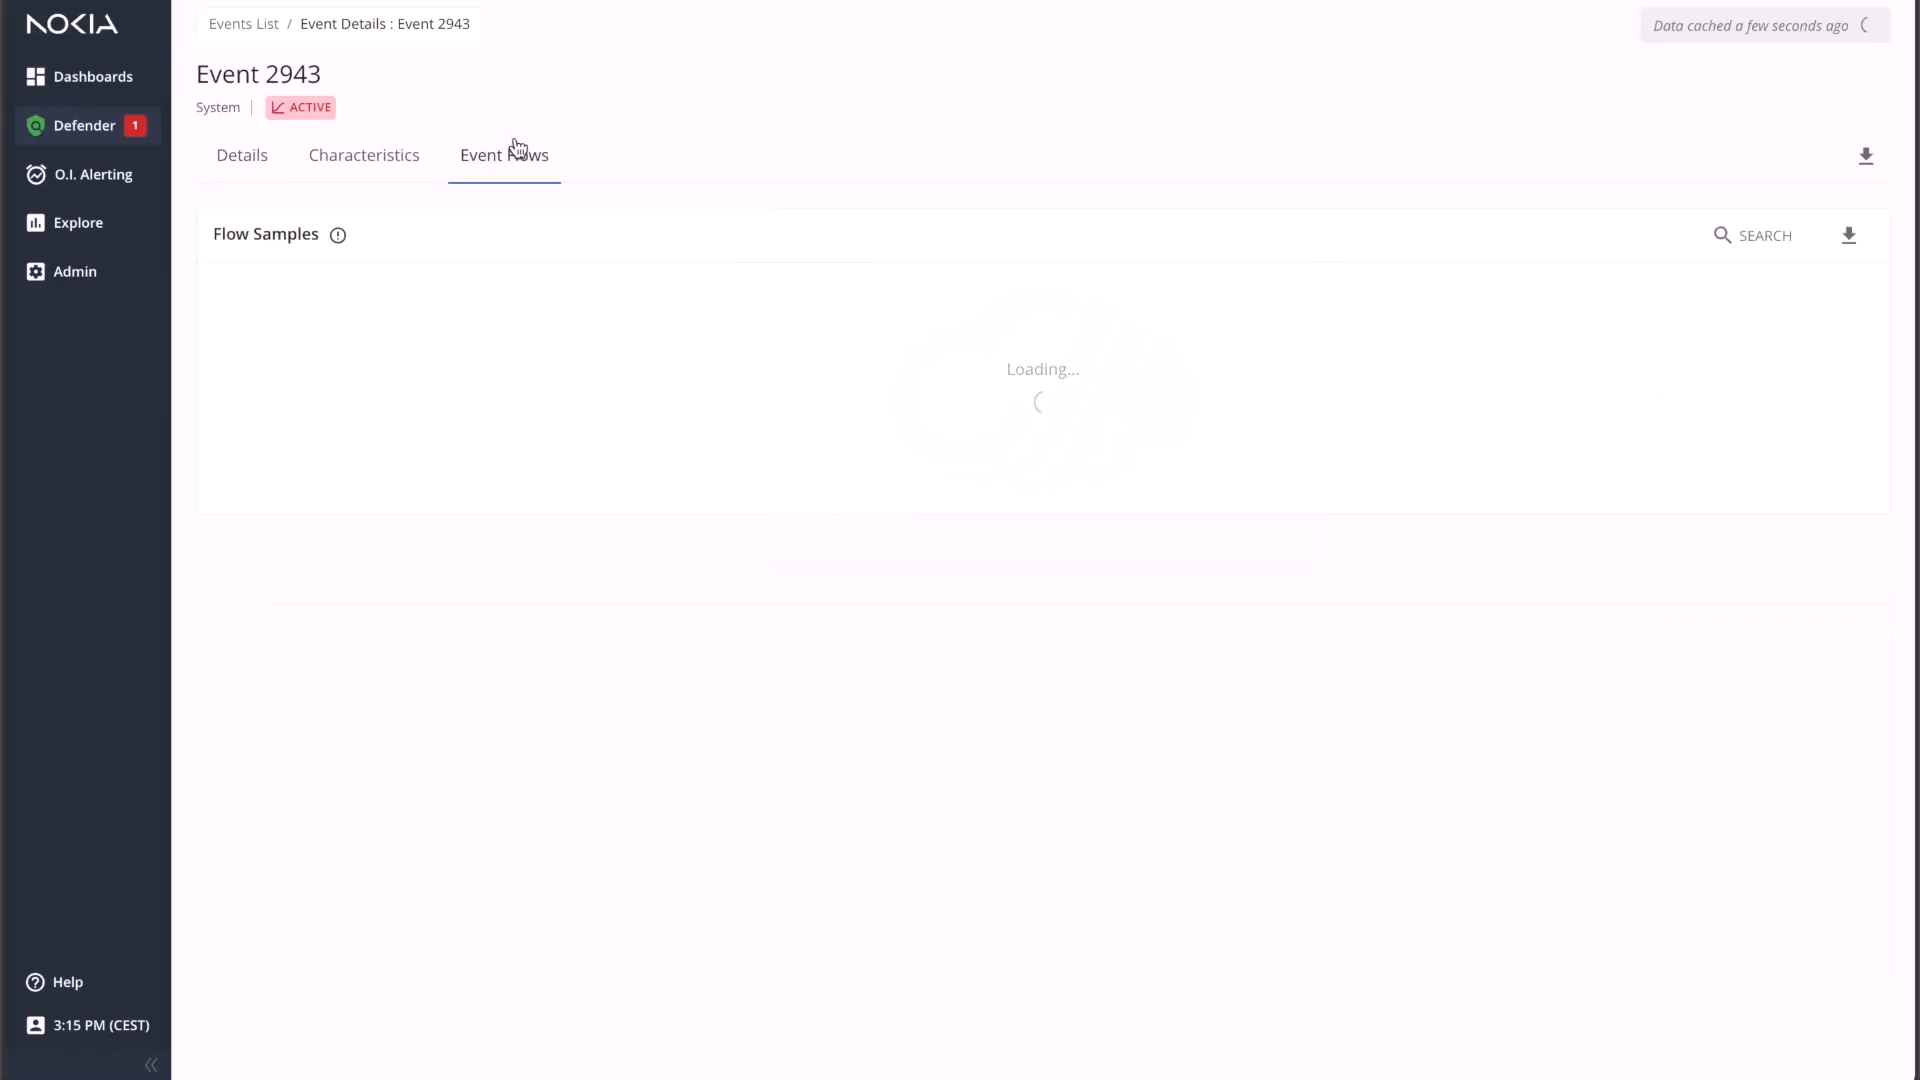 NOKIA
Events List / Event Details : Event 2943
Data cached a few seconds ago
Dashboards
Defender 1
O.I. Alerting
Explore
Admin
Event 2943
System
ACTIVE
Details
Characteristics
Event Flows
Flow Samples
SEARCH
Loading...
Help
3:15 PM (CEST)